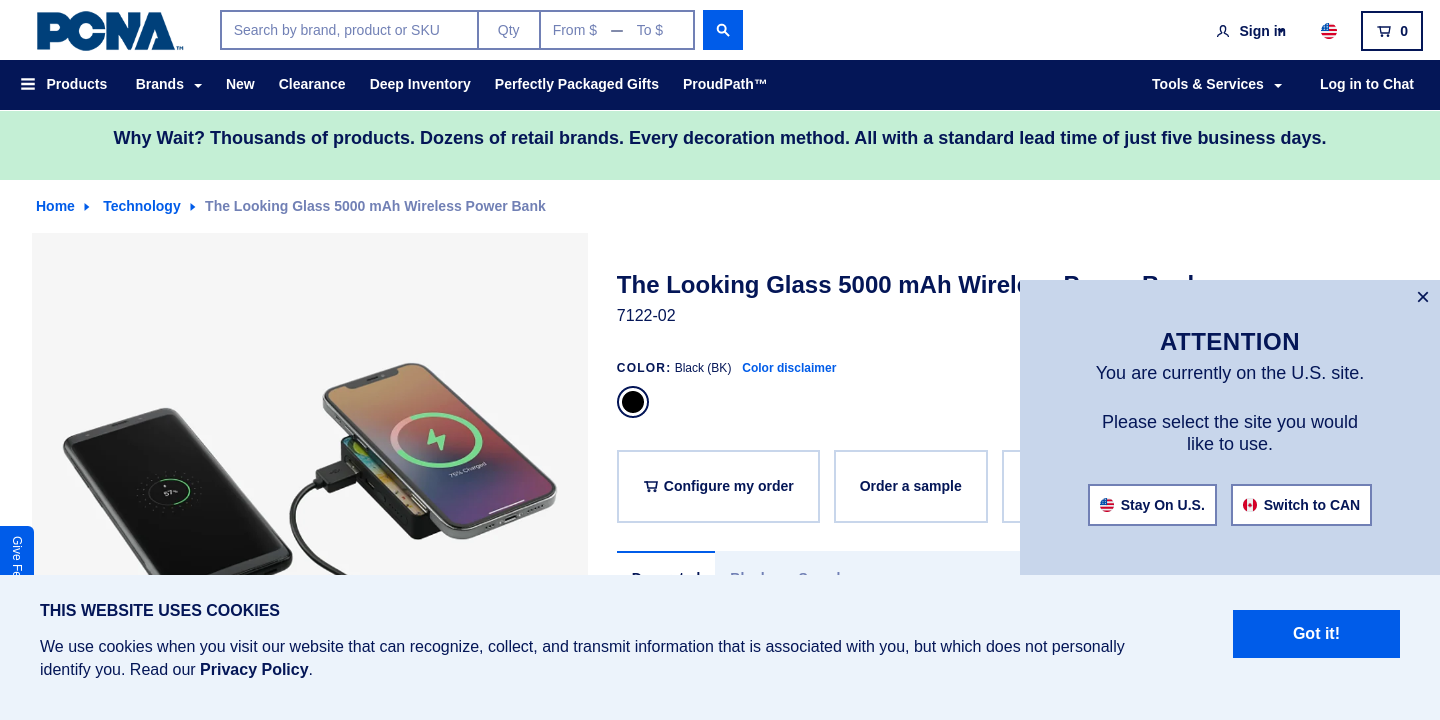 PCNA™
Search by brand, product or SKU
Qty
From $ — To $
Sign in
0
Products
Brands
New
Clearance
Deep Inventory
Perfectly Packaged Gifts
ProudPath™
Tools & Services
Log in to Chat
Why Wait? Thousands of products. Dozens of retail brands. Every decoration method. All with a standard lead time of just five business days.
Home
Technology
The Looking Glass 5000 mAh Wireless Power Bank
The Looking Glass 5000 mAh
7122-02
COLOR: Black (BK) Color disclaimer
Configure my order
Order a sample
×
ATTENTION
You are currently on the U.S. site.
Please select the site you would
like to use.
Stay On U.S.
Switch to CAN
57%
75% Charged
Give
THIS WEBSITE USES COOKIES
We use cookies when you visit our website that can recognize, collect, and transmit information that is associated with you, but which does not personally
identify you. Read our Privacy Policy.
Got it!